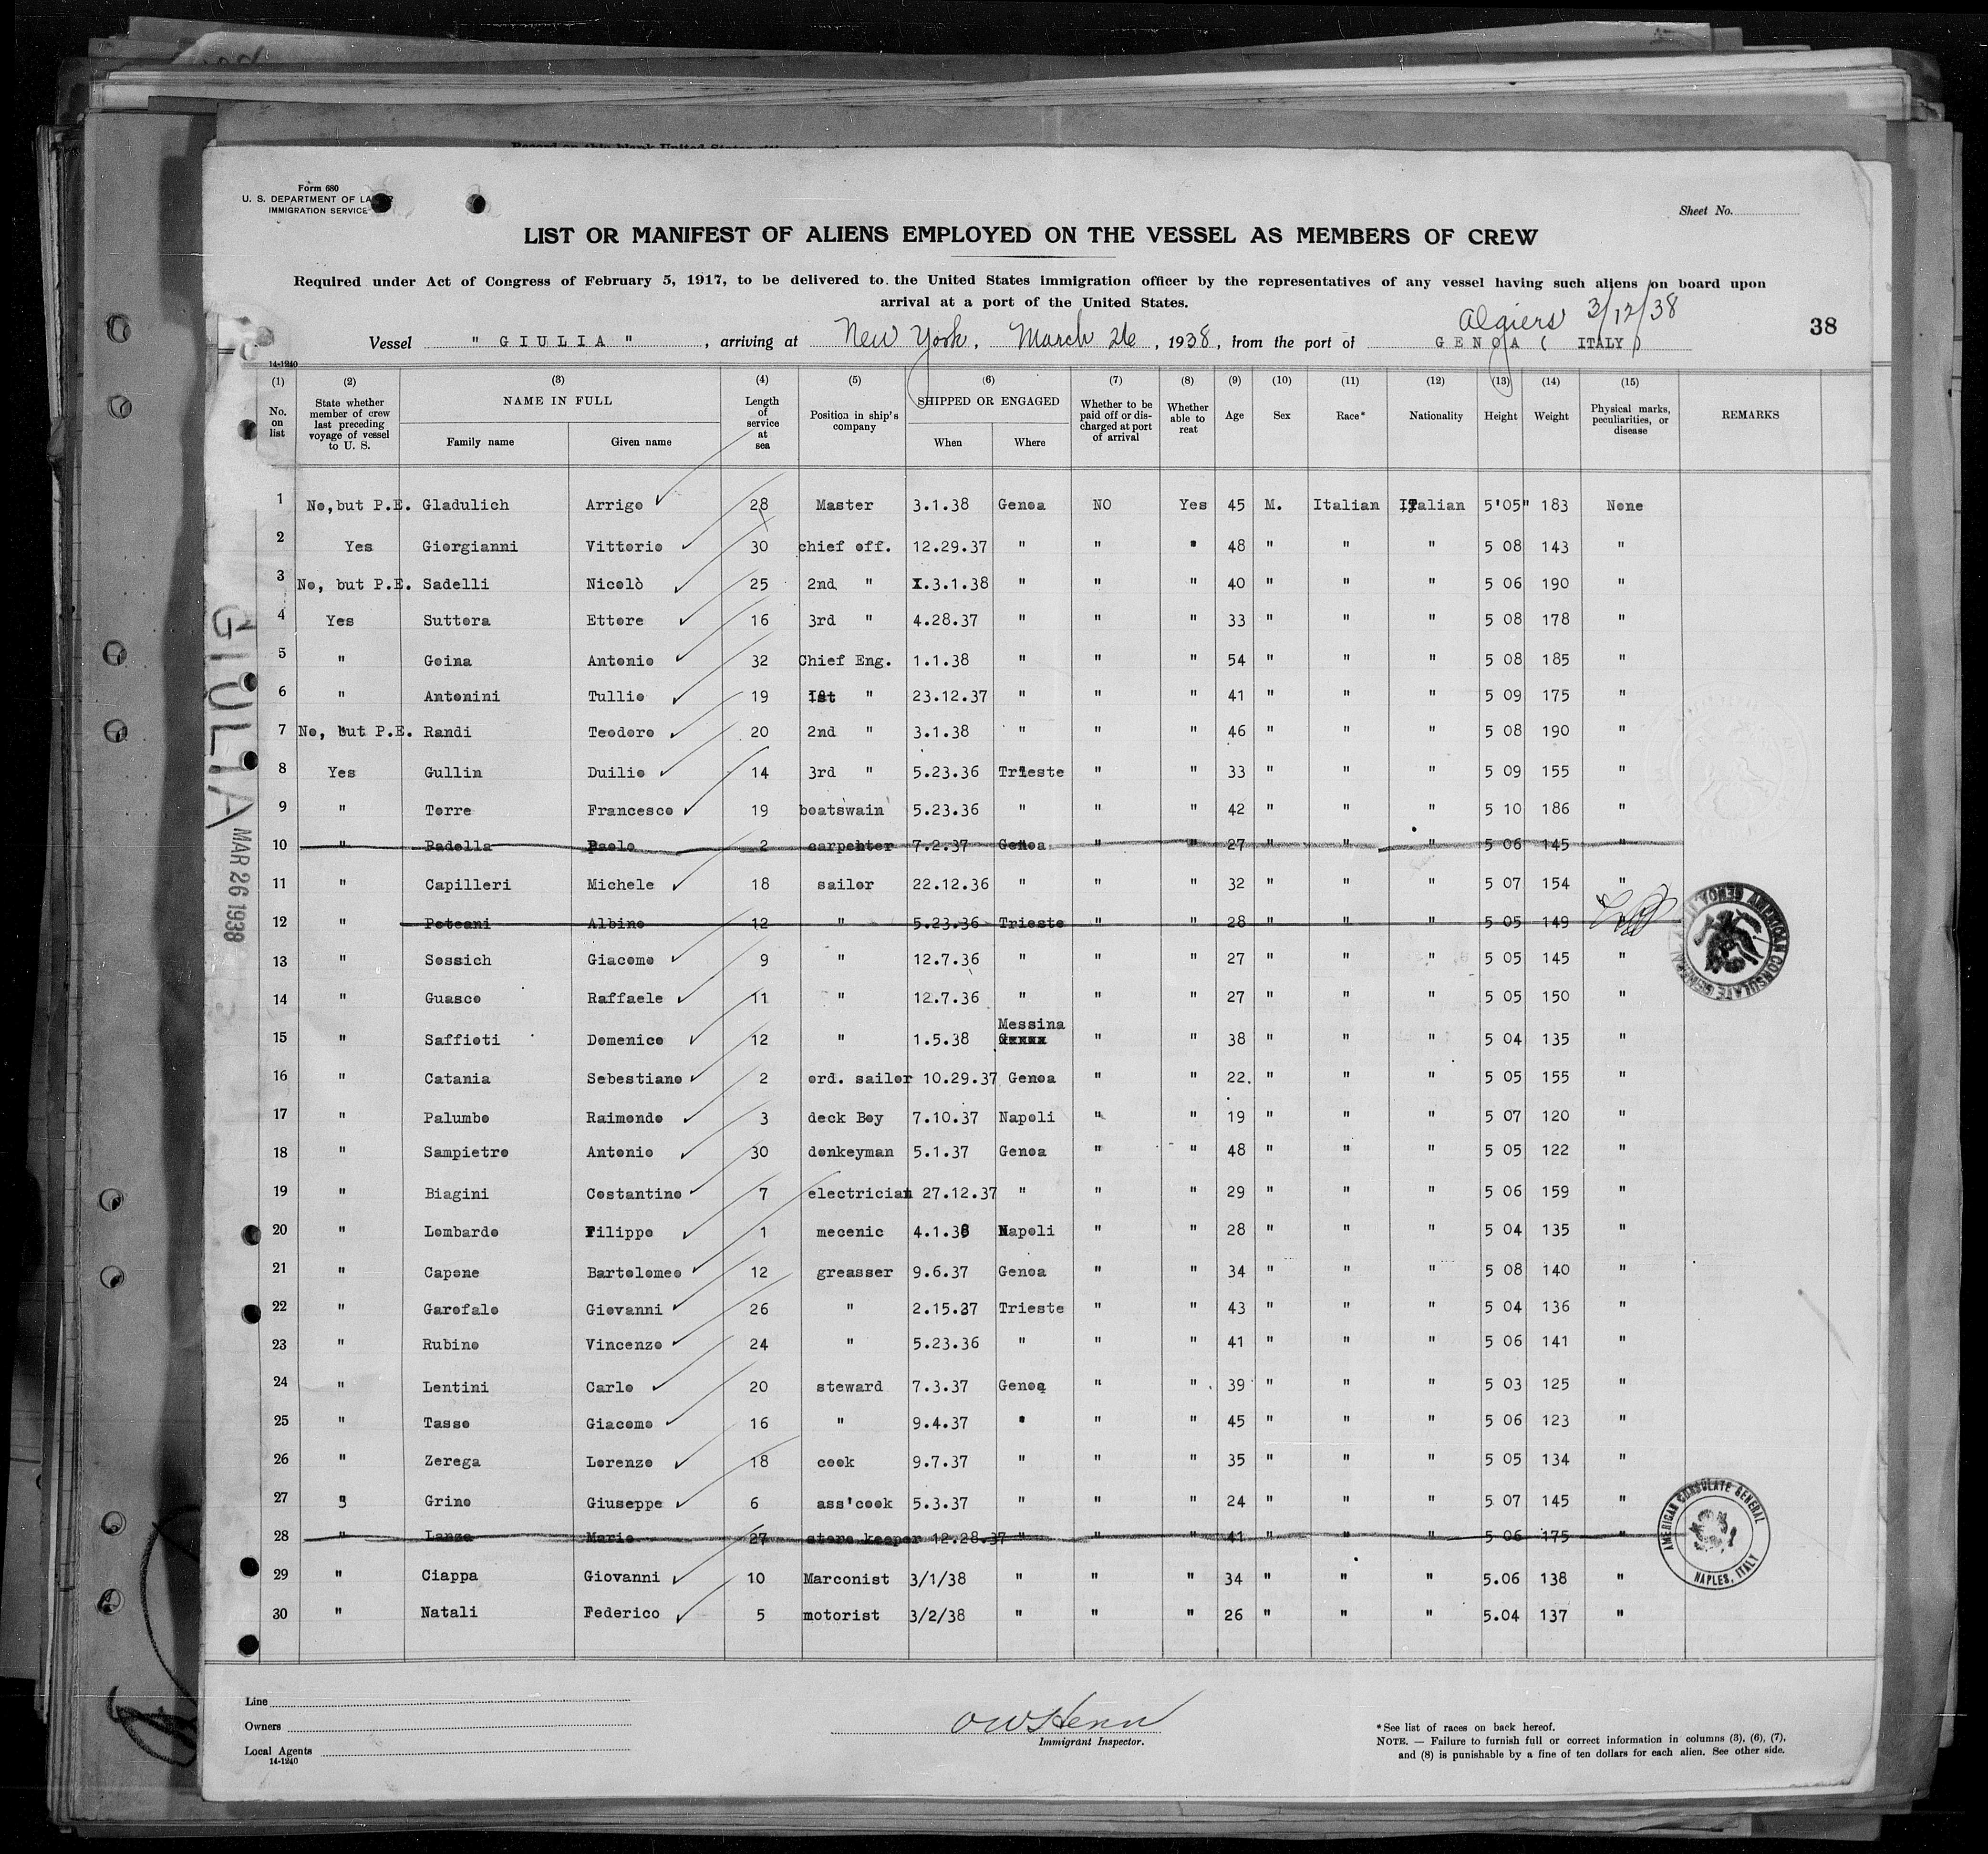 Form 680
U. S. DEPARTMENT OF LABOR
IMMIGRATION SERVICE
Sheet No.
LIST OR MANIFEST OF ALIENS EMPLOYED ON THE VESSEL AS MEMBERS OF CREW
Required under Act of Congress of February 5, 1917, to be delivered to the United States immigration officer by the representatives of any vessel having such aliens on board upon
arrival at a port of the United States.
Algiers 3/12/38
38
Vessel " GIULIA " , arriving at New York, March 26, 1938, from the port of GENOA ( ITALY )
14-1240
(1) (2) (3) (4) (5) (6) (7) (8) (9) (10) (11) (12) (13) (14) (15)
No. on list State whether member of crew last preceding voyage of vessel to U. S. NAME IN FULL Family name Given name Length of service at sea Position in ship's company SHIPPED OR ENGAGED When Where Whether to be paid off or discharged at port of arrival Whether able to reat Age Sex Race* Nationality Height Weight Physical marks, peculiarities, or disease REMARKS
1 No,but P.E. Gladulich Arrigo 28 Master 3.1.38 Genoa NO Yes 45 M. Italian Italian 5'05" 183 None
2 Yes Giorgianni Vittorio 30 chief off. 12.29.37 " " " 48 " " " 5 08 143 "
3 No, but P.E. Sadelli Nicolò 25 2nd " 3.1.38 " " " 40 " " " 5 06 190 "
4 Yes Suttora Ettore 16 3rd " 4.28.37 " " " 33 " " " 5 08 178 "
5 " Goina Antonio 32 Chief Eng. 1.1.38 " " " 54 " " " 5 08 185 "
6 " Antonini Tullio 19 Ist " 23.12.37 " " " 41 " " " 5 09 175 "
7 No, but P.E. Randi Teodoro 20 2nd " 3.1.38 " " " 46 " " " 5 08 190 "
8 Yes Gullin Duilio 14 3rd " 5.23.36 Trieste " " 33 " " " 5 09 155 "
9 " Torre Francesco 19 boatswain 5.23.36 " " " 42 " " " 5 10 186 "
10 " Badella Paolo 2 carpenter 7.2.37 Genoa " " 27 " " " 5 06 145 "
11 " Capilleri Michele 18 sailor 22.12.36 " " " 32 " " " 5 07 154 "
12 " Poteani Albino 12 " 5.23.36 Trieste " " 28 " " " 5 05 149
13 " Sossich Giacomo 9 " 12.7.36 " " " 27 " " " 5 05 145 "
14 " Guasco Raffaele 11 " 12.7.36 " " " 27 " " " 5 05 150 "
15 " Saffioti Domenico 12 " 1.5.38 Messina " " 38 " " " 5 04 135 "
16 " Catania Sebestiano 2 ord. sailor 10.29.37 Genoa " " 22. " " " 5 05 155 "
17 " Palumbo Raimondo 3 deck Boy 7.10.37 Napoli " " 19 " " " 5 07 120 "
18 " Sampietro Antonio 30 donkeyman 5.1.37 Genoa " " 48 " " " 5 05 122 "
19 " Biagini Costantino 7 electrician 27.12.37 " " " 29 " " " 5 06 159 "
20 " Lombardo Filippo 1 mecenic 4.1.38 Napoli " " 28 " " " 5 04 135 "
21 " Capone Bartolomeo 12 greasser 9.6.37 Genoa " " 34 " " " 5 08 140 "
22 " Garofalo Giovanni 26 " 2.15.37 Trieste " " 43 " " " 5 04 136 "
23 " Rubino Vincenzo 24 " 5.23.36 " " " 41 " " " 5 06 141 "
24 " Lentini Carlo 20 steward 7.3.37 Genoa " " 39 " " " 5 03 125 "
25 " Tasso Giacomo 16 " 9.4.37 " " " 45 " " " 5 06 123 "
26 " Zerega Lorenzo 18 cook 9.7.37 " " " 35 " " " 5 05 134 "
27 " Grino Giuseppe 6 ass'cook 5.3.37 " " " 24 " " " 5 07 145 "
28 " Lanza Mario 27 store keeper 12.28.37 " " " 41 " " " 5 06 175 "
29 " Ciappa Giovanni 10 Marconist 3/1/38 " " " 34 " " " 5.06 138 "
30 " Natali Federico 5 motorist 3/2/38 " " " 26 " " " 5.04 137 "
GIULIA
MAR 26 1938
AMERICAN CONSULATE GENERAL GENOA
AMERICAN CONSULATE GENERAL NAPLES, ITALY
Line
Owners
Local Agents
14-1240
OWHenn
Immigrant Inspector.
*See list of races on back hereof.
NOTE. — Failure to furnish full or correct information in columns (3), (6), (7),
and (8) is punishable by a fine of ten dollars for each alien. See other side.